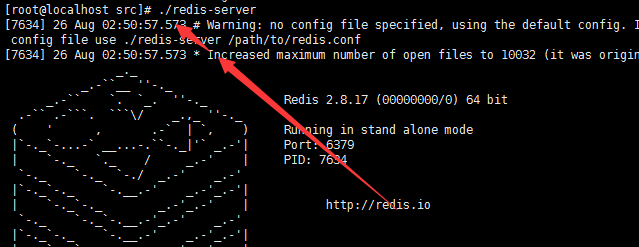 [root@localhost src]# ./redis-server
[7634] 26 Aug 02:50:57.573 # Warning: no config file specified, using the default config. I
config file use ./redis-server /path/to/redis.conf
[7634] 26 Aug 02:50:57.573 * Increased maximum number of open files to 10032 (it was origin
Redis 2.8.17 (00000000/0) 64 bit
Running in stand alone mode
Port: 6379
PID: 7634
http://redis.io